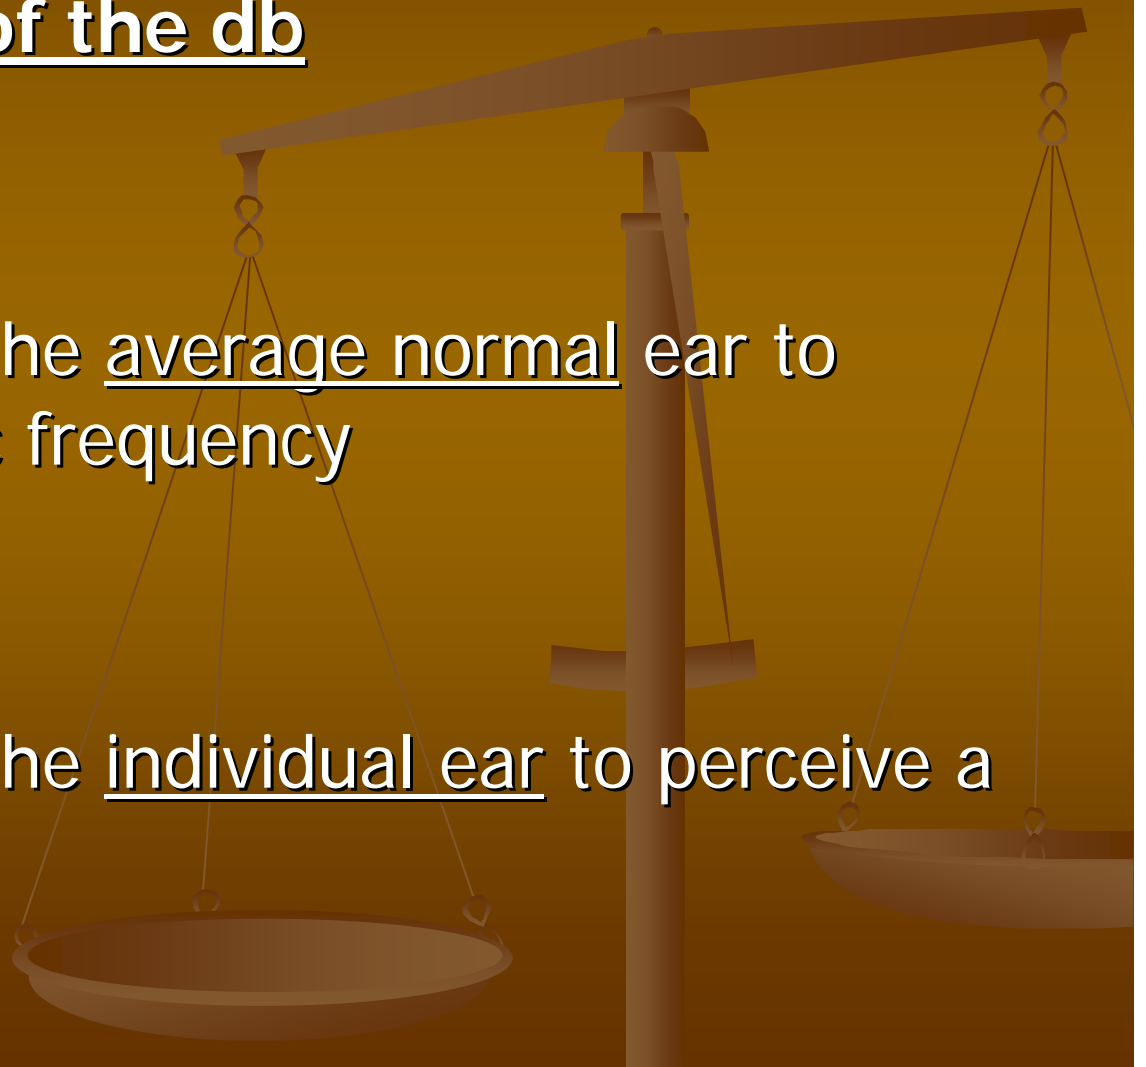 of the db
he average normal ear to
frequency
he individual ear to perceive a